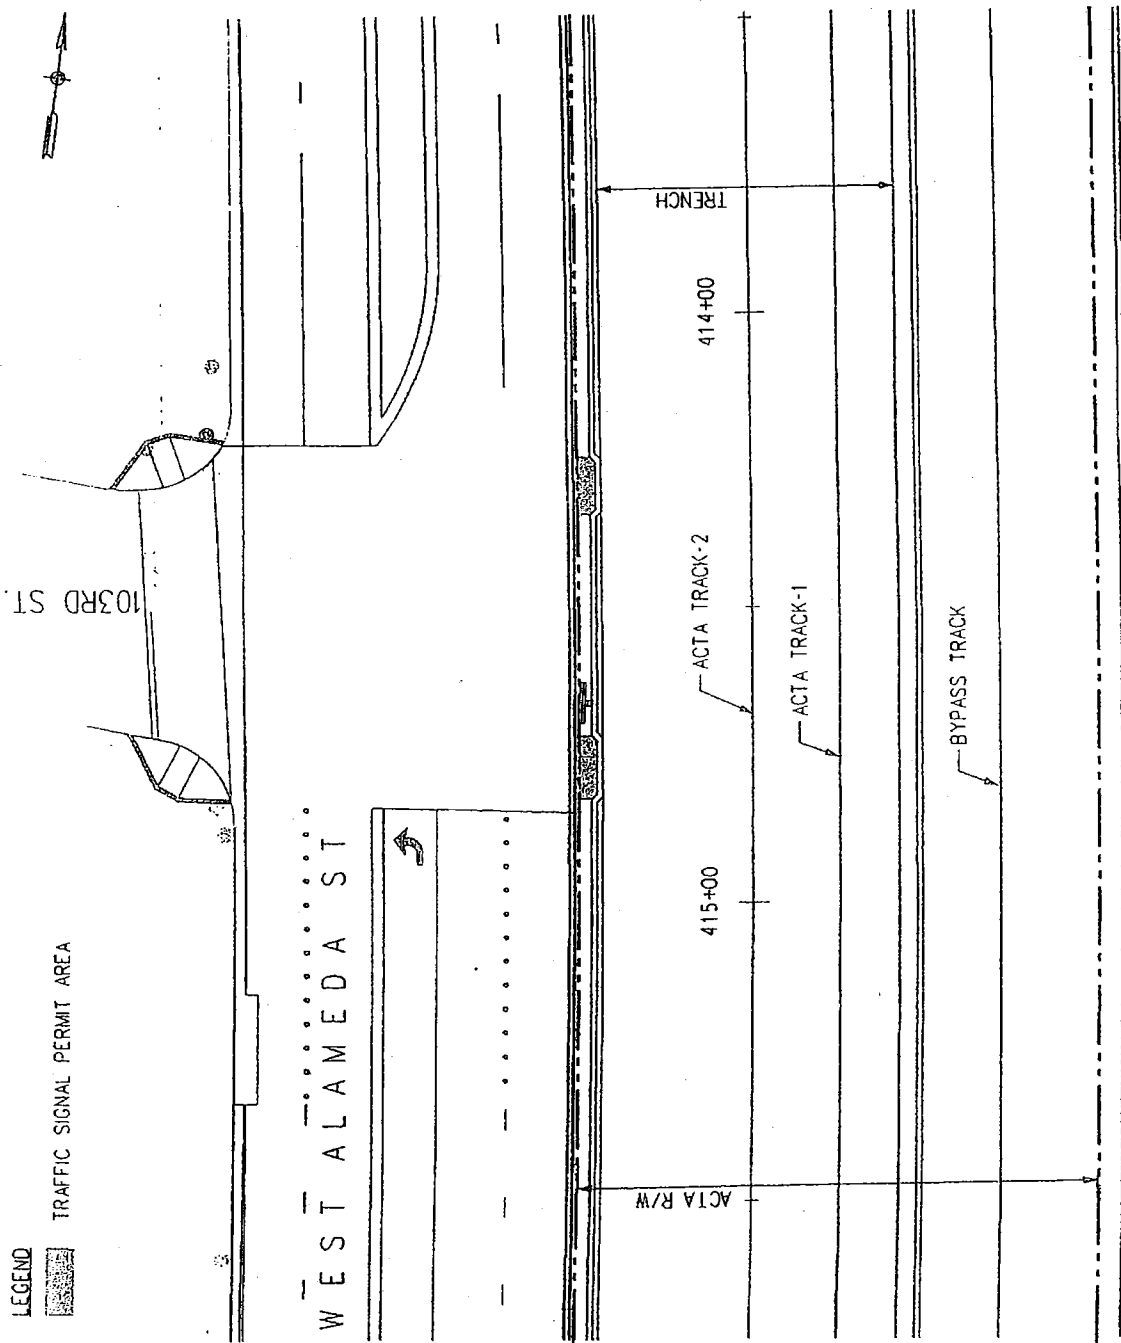 LEGEND
TRAFFIC SIGNAL PERMIT AREA
103RD ST.
WEST ALAMEDA ST
TRENCH
414+00
ACTA TRACK-2
ACTA TRACK-1
BYPASS TRACK
415+00
ACTA R/W